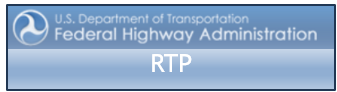 U.S. Department of Transportation
Federal Highway Administration
RTP